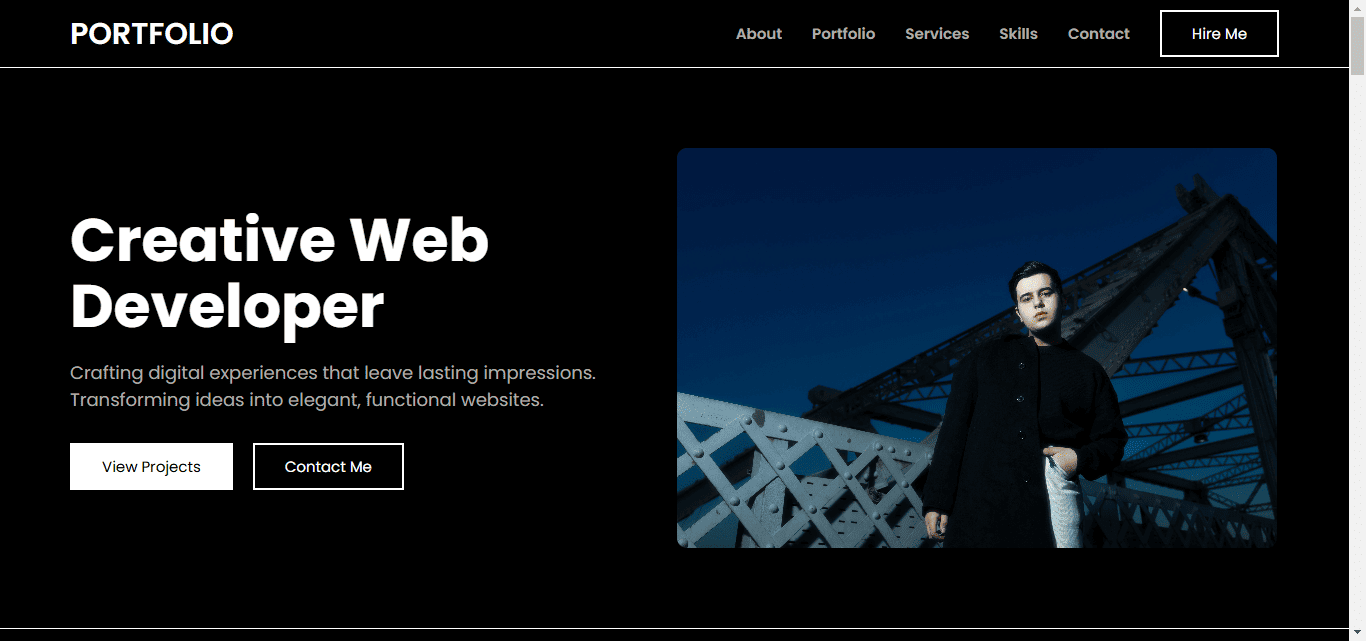 PORTFOLIO
About Portfolio Services Skills Contact Hire Me
Creative Web
Developer
Crafting digital experiences that leave lasting impressions.
Transforming ideas into elegant, functional websites.
View Projects Contact Me